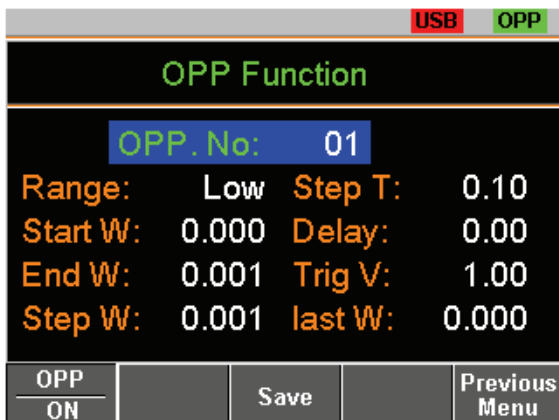 USB OPP
OPP Function
OPP. No: 01
Range: Low Step T: 0.10
Start W: 0.000 Delay: 0.00
End W: 0.001 Trig V: 1.00
Step W: 0.001 last W: 0.000
OPP Save Previous
ON Menu